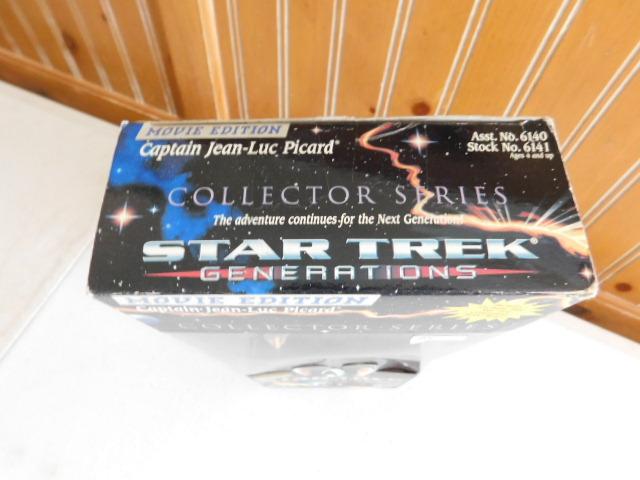 MOVIE EDITION
Captain Jean-Luc Picard®
Asst. No. 6140
Stock No. 6141
Ages 4 and up
COLLECTOR SERIES
The adventure continues for the Next Generation!
STAR TREK®
GENERATIONS
MOVIE EDITION
Captain Jean-Luc Picard®
COLLECTOR SERIES